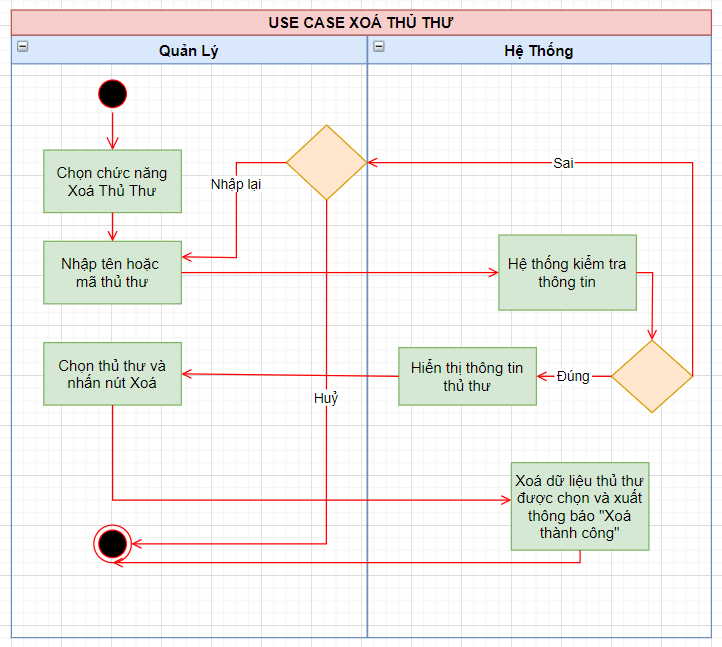 USE CASE XOÁ THỦ THƯ
Quản Lý
Hệ Thống
Chọn chức năng
Xoá Thủ Thư
Sai
Nhập lại
Nhập tên hoặc
mã thủ thư
Hệ thống kiểm tra
thông tin
Chọn thủ thư và
nhấn nút Xoá
Hiển thị thông tin
thủ thư
Đúng
Huỷ
Xoá dữ liệu thủ thư
được chọn và xuất
thông báo "Xoá
thành công"